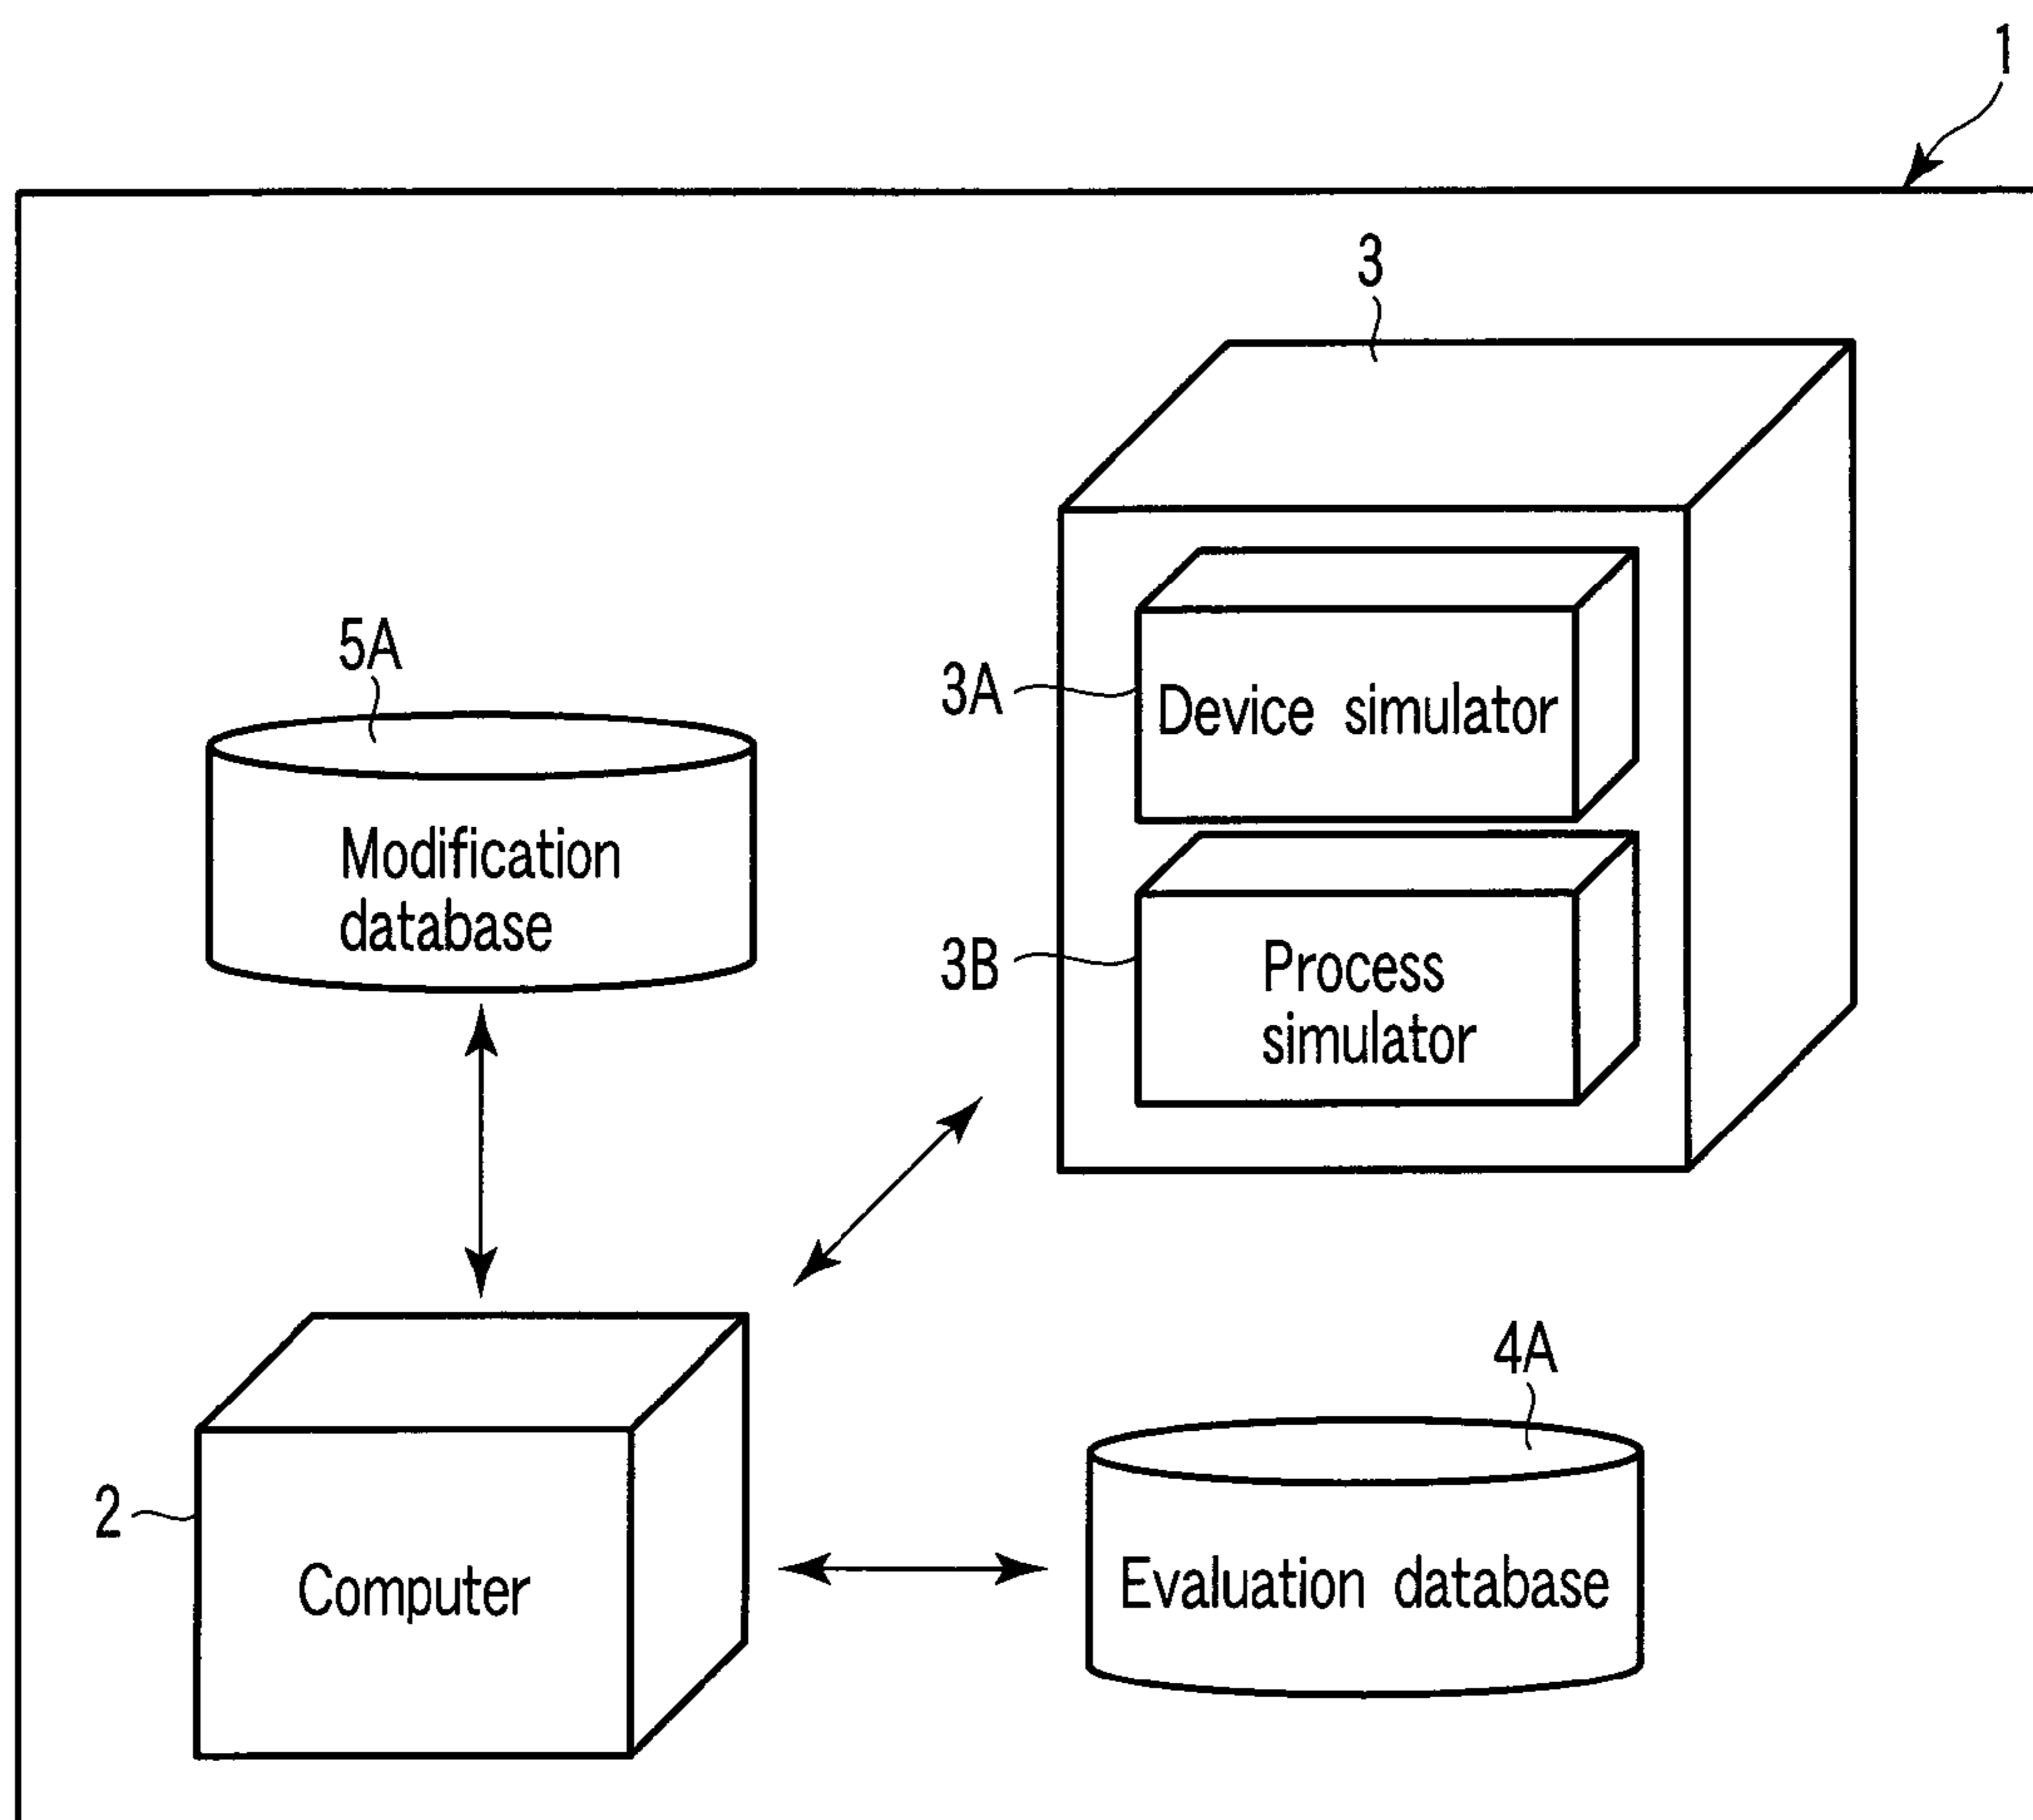 1
3
5A
3A
Device simulator
Modification
database
3B
Process
simulator
4A
2
Computer
Evaluation database